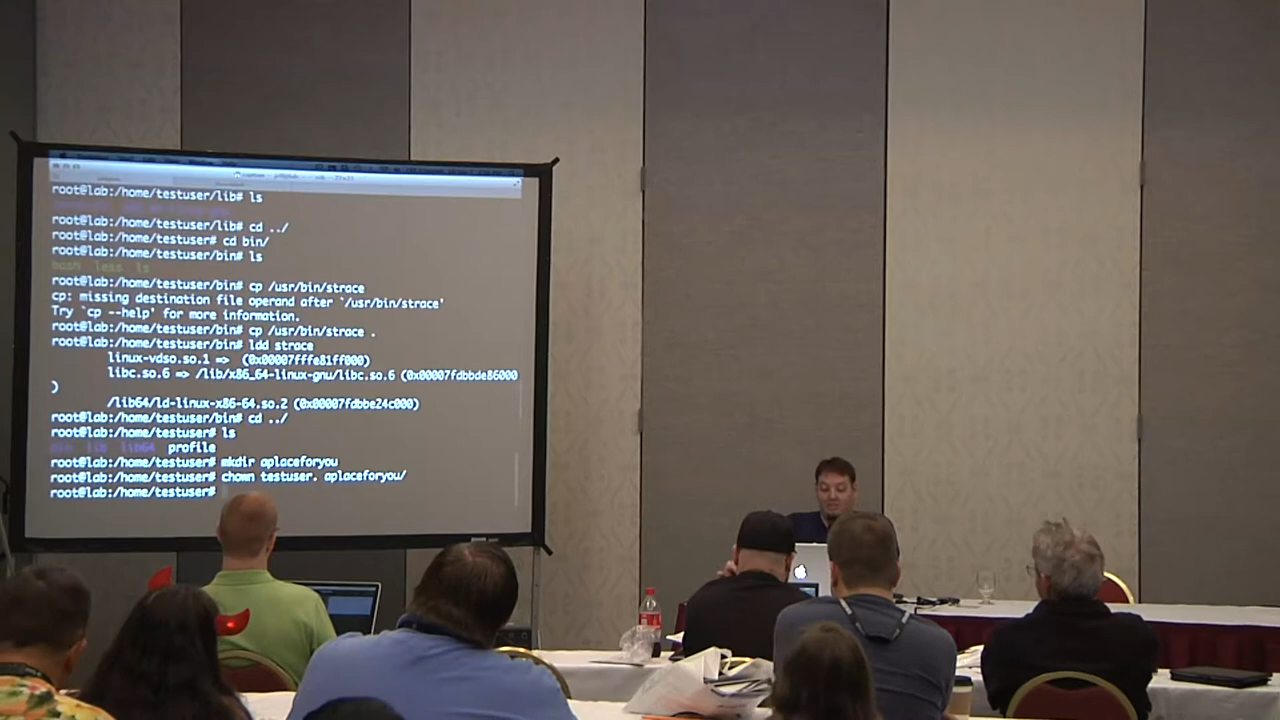 root@lab:/home/testuser/lib# ls
root@lab:/home/testuser/lib# cd ../
root@lab:/home/testuser# cd bin/
root@lab:/home/testuser/bin# ls
bash less ls
root@lab:/home/testuser/bin# cp /usr/bin/strace
cp: missing destination file operand after `/usr/bin/strace'
Try `cp --help' for more information.
root@lab:/home/testuser/bin# cp /usr/bin/strace .
root@lab:/home/testuser/bin# ldd strace
linux-vdso.so.1 => (0x00007fffe81ff000)
libc.so.6 => /lib/x86_64-linux-gnu/libc.so.6 (0x00007fdbbde86000
)
/lib64/ld-linux-x86-64.so.2 (0x00007fdbbe24c000)
root@lab:/home/testuser/bin# cd ../
root@lab:/home/testuser# ls
bin lib lib64 profile
root@lab:/home/testuser# mkdir aplaceforyou
root@lab:/home/testuser# chown testuser. aplaceforyou/
root@lab:/home/testuser#